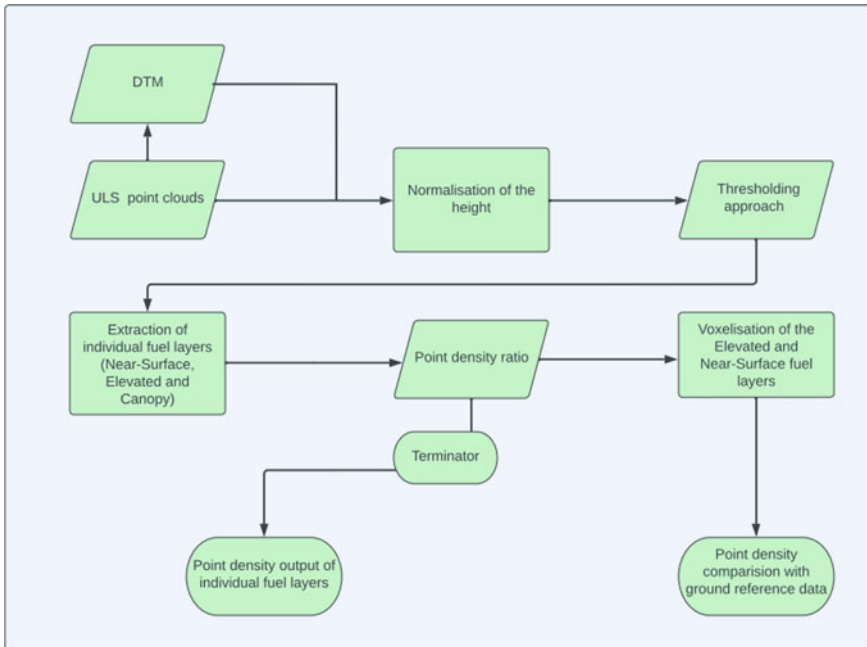 DTM
ULS point clouds
Normalisation of the
height
Thresholding
approach
Extraction of
individual fuel layers
(Near-Surface,
Elevated and
Canopy)
Point density ratio
Voxelisation of the
Elevated and
Near-Surface fuel
layers
Terminator
Point density output of
individual fuel layers
Point density
comparision with
ground reference data